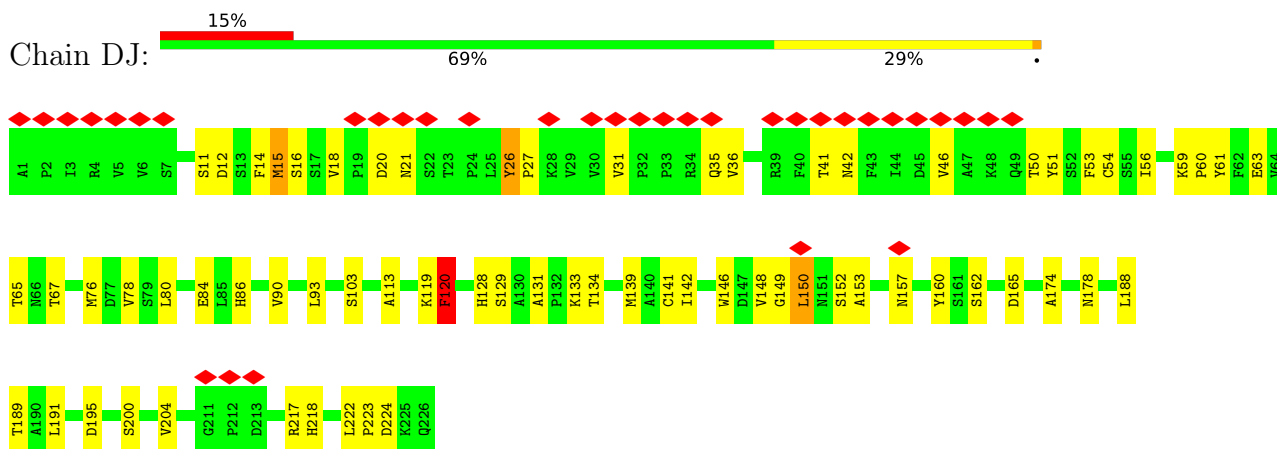 15%
Chain DJ:
69% 29% •
A1 P2 I3 R4 V5 V6 S7 S11 D12 S13 F14 M15 S16 S17 V18 P19 D20 N21 S22 T23 P24 L25 Y26 P27 K28 V29 V30 V31 P32 P33 R34 Q35 V36 R39 F40 T41 N42 F43 I44 D45 V46 A47 K48 Q49 T50 Y51 S52 F53 C54 S55 I56 K59 P60 Y61 F62 E63 V64
T65 N66 T67 M76 D77 V78 S79 L80 E84 L85 H86 V90 L93 S103 A113 K119 F120 H128 S129 A130 A131 P132 K133 T134 M139 A140 C141 I142 W146 D147 V148 G149 L150 N151 S152 A153 N157 Y160 S161 S162 D165 A174 N178 L188
T189 A190 L191 D195 S200 V204 G211 P212 D213 R217 H218 L222 P223 D224 K225 Q226